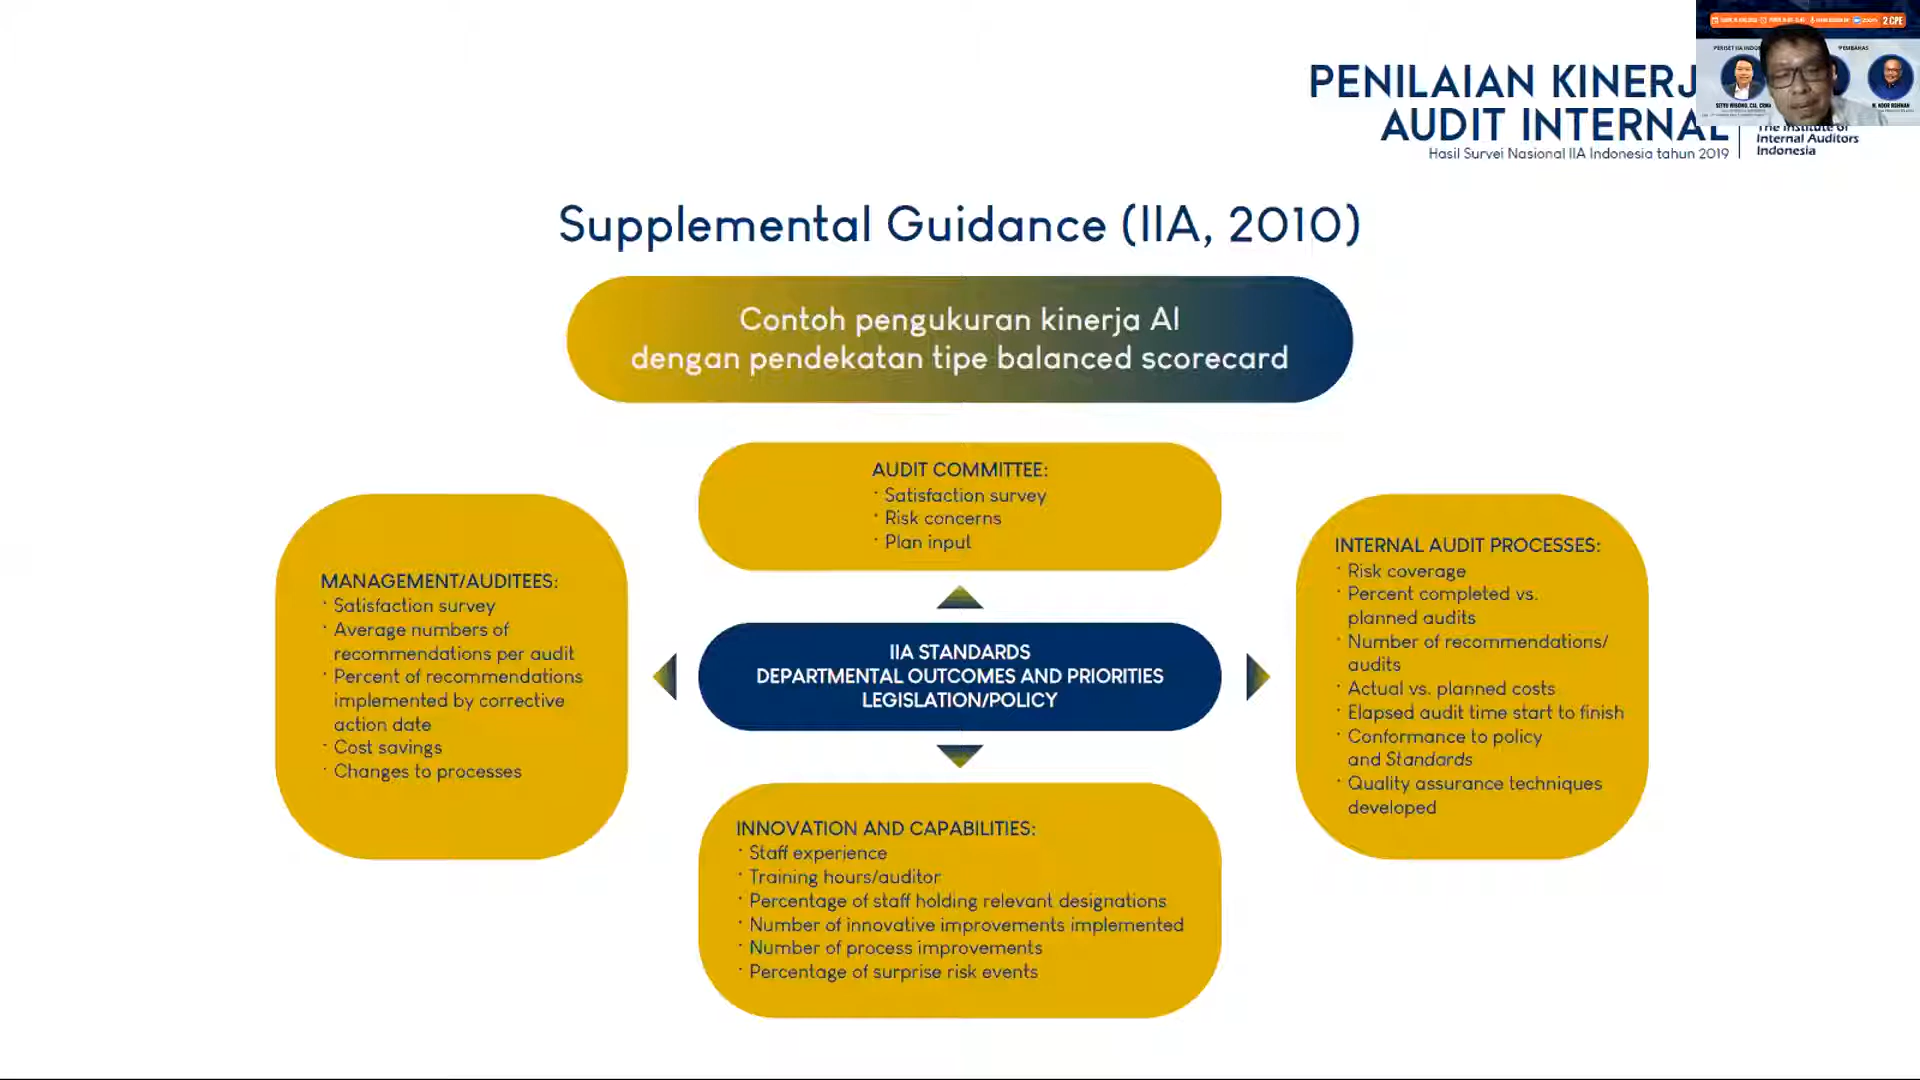 2 CPE
PEMBAHAS
PENILAIAN KINERJ
AUDIT INTERNAL
Hasil Survei Nasional IIA Indonesia tahun 2019
The Institute of
Internal Auditors
Indonesia
Supplemental Guidance (IIA, 2010)
Contoh pengukuran kinerja AI
dengan pendekatan tipe balanced scorecard
AUDIT COMMITTEE:
· Satisfaction survey
· Risk concerns
· Plan input
MANAGEMENT/AUDITEES:
· Satisfaction survey
· Average numbers of
recommendations per audit
· Percent of recommendations
implemented by corrective
action date
· Cost savings
· Changes to processes
IIA STANDARDS
DEPARTMENTAL OUTCOMES AND PRIORITIES
LEGISLATION/POLICY
INTERNAL AUDIT PROCESSES:
· Risk coverage
· Percent completed vs.
planned audits
· Number of recommendations/
audits
· Actual vs. planned costs
· Elapsed audit time start to finish
· Conformance to policy
and Standards
· Quality assurance techniques
developed
INNOVATION AND CAPABILITIES:
· Staff experience
· Training hours/auditor
· Percentage of staff holding relevant designations
· Number of innovative improvements implemented
· Number of process improvements
· Percentage of surprise risk events